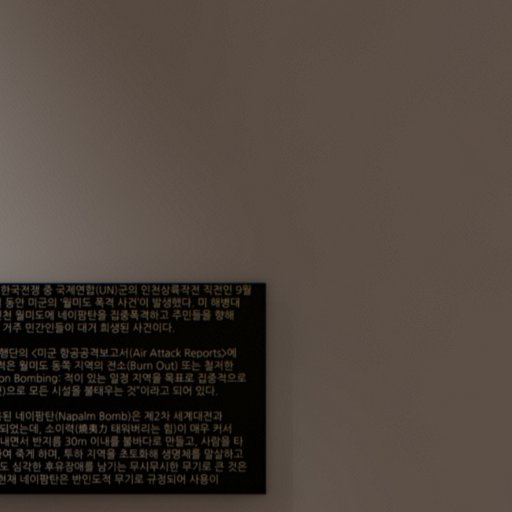 한국전쟁 중 국제연합(UN)군의 인천상륙작전 직전인 9월
동안 미군의 '월미도 폭격 사건'이 발생했다. 미 해병대
월미도에 네이팜탄을 집중폭격하고 주민들을 향해
거주 민간인들이 대거 희생된 사건이다.
<미군 항공공격보고서(Air Attack Reports)>에
월미도 동쪽 지역의 전소(Burn Out) 또는 철저한
Bombing: 적이 있는 일정 지역을 목표로 집중적으로
)으로 모든 시설을 불태우는 것"이라고 되어 있다.
네이팜탄(Napalm Bomb)은 제2차 세계대전과
되었는데, 소이력(燒夷力 태워버리는 힘)이 매우 커서
내면서 반지름 30m 이내를 불바다로 만들고, 사람을 타
죽게 하며, 투하 지역을 초토화해 생명체를 말살하고
도 심각한 후유장애를 남기는 무시무시한 무기로 큰 것은
현재 네이팜탄은 반인도적 무기로 규정되어 사용이